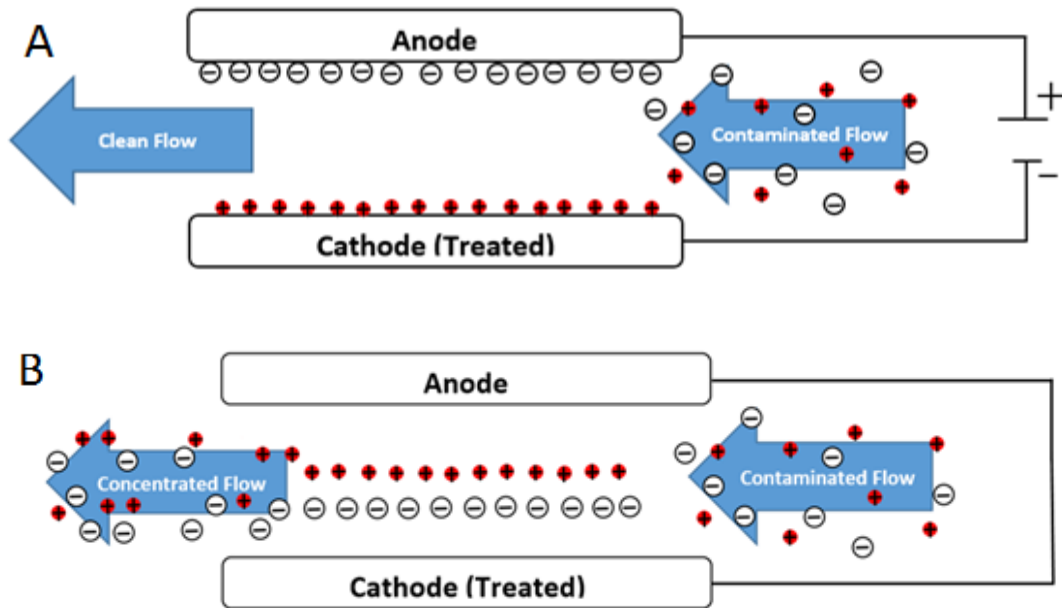 A
Anode
Clean Flow
Contaminated Flow
+
−
Cathode (Treated)
B
Anode
Concentrated Flow
Contaminated Flow
Cathode (Treated)